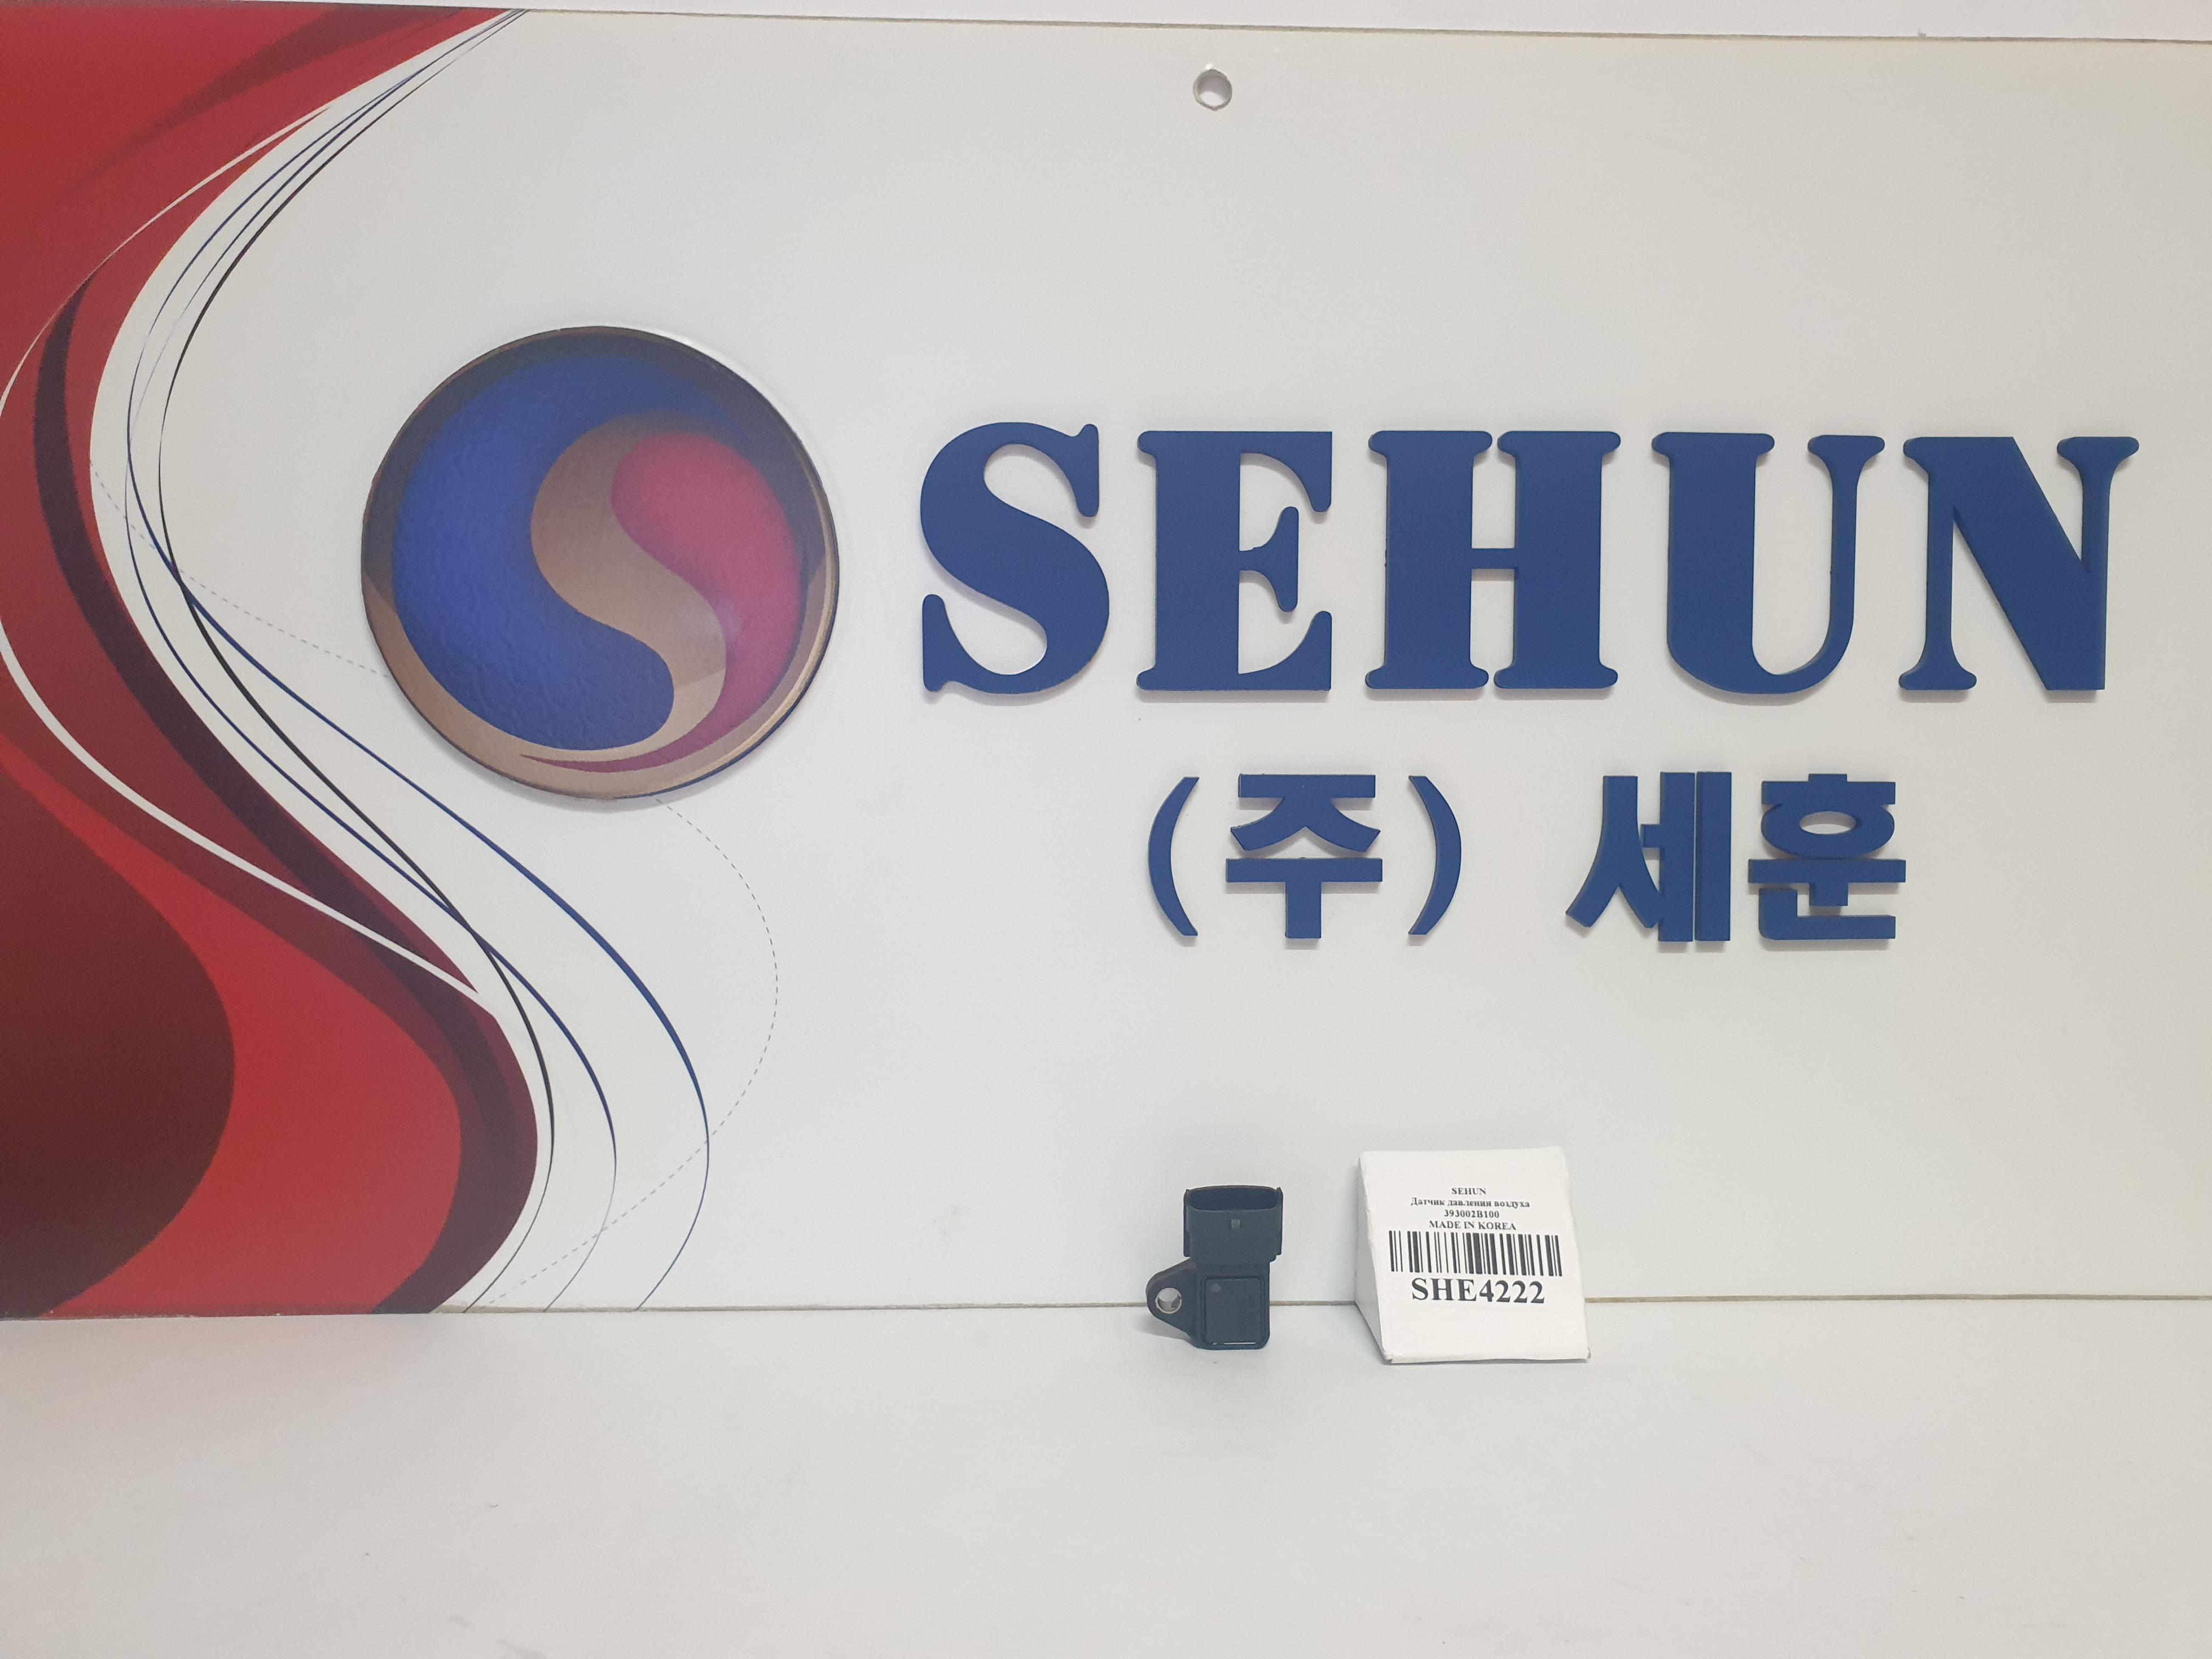 SEHUN
(주) 세훈
SEHUN
Датчик давления воздуха
393002B100
MADE IN KOREA
SHE4222